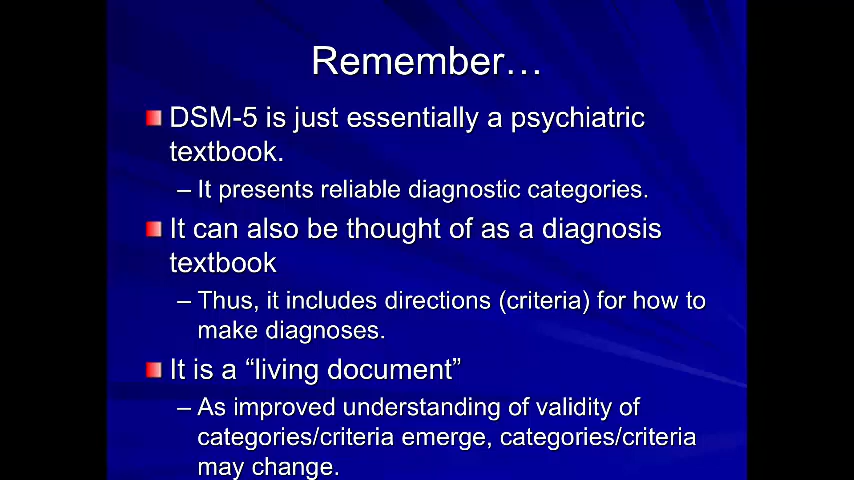 Remember…
DSM-5 is just essentially a psychiatric
textbook.
– It presents reliable diagnostic categories.
It can also be thought of as a diagnosis
textbook
– Thus, it includes directions (criteria) for how to
make diagnoses.
It is a “living document”
– As improved understanding of validity of
categories/criteria emerge, categories/criteria
may change.